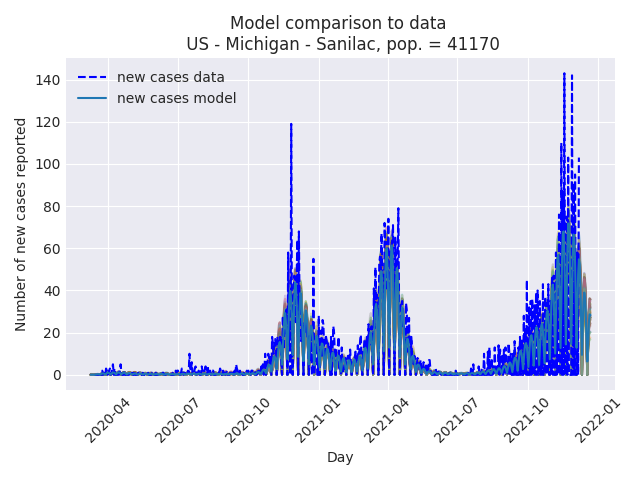 Model comparison to data
US - Michigan - Sanilac, pop. = 41170
new cases data
new cases model
Number of new cases reported
140
120
100
80
60
40
20
0
2020-04
2020-07
2020-10
2021-01
2021-04
2021-07
2021-10
2022-01
Day